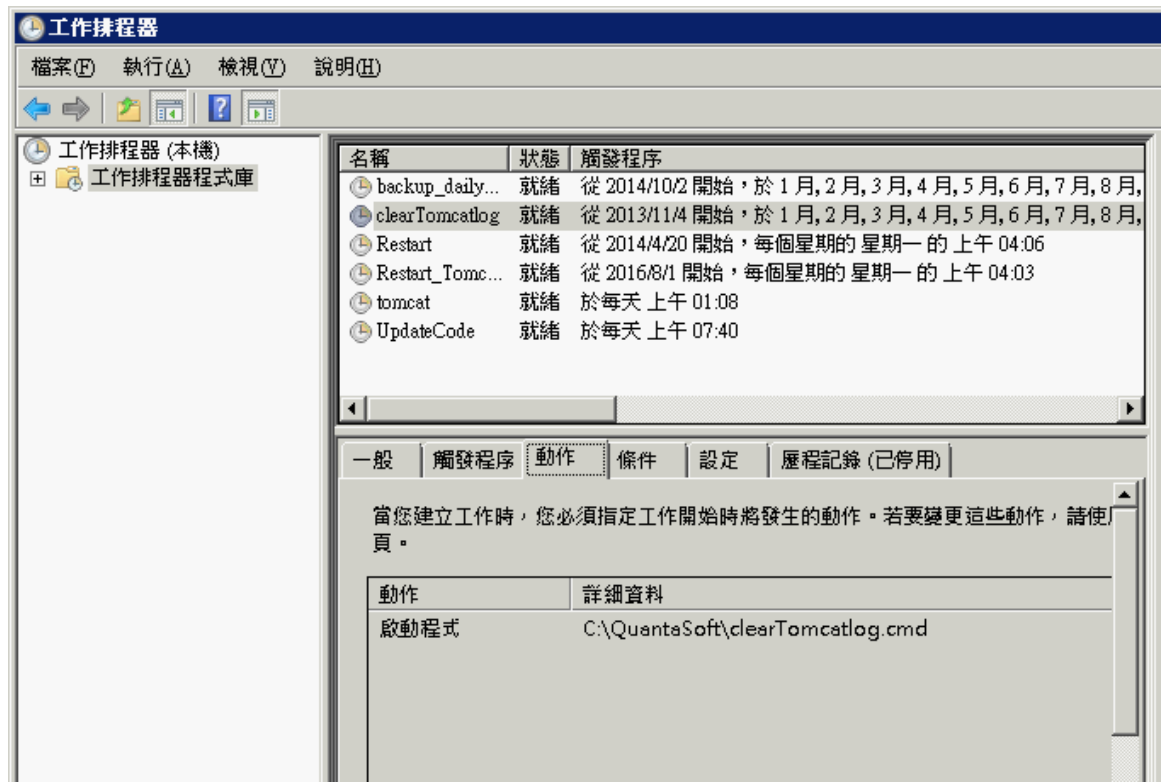 工作排程器
檔案(F) 執行(A) 檢視(V) 說明(H)
工作排程器 (本機)
工作排程器程式庫
名稱 狀態 觸發程序
backup_daily... 就緒 從 2014/10/2 開始，於 1 月, 2 月, 3 月, 4 月, 5 月, 6 月, 7 月, 8 月,
clearTomcatlog 就緒 從 2013/11/4 開始，於 1 月, 2 月, 3 月, 4 月, 5 月, 6 月, 7 月, 8 月,
Restart 就緒 從 2014/4/20 開始，每個星期的 星期一 的 上午 04:06
Restart_Tomc... 就緒 從 2016/8/1 開始，每個星期的 星期一 的 上午 04:03
tomcat 就緒 於每天 上午 01:08
UpdateCode 就緒 於每天 上午 07:40
一般 觸發程序 動作 條件 設定 歷程記錄 (已停用)
當您建立工作時，您必須指定工作開始時將發生的動作。若要變更這些動作，請使
頁。
動作 詳細資料
啟動程式 C:\QuantaSoft\clearTomcatlog.cmd